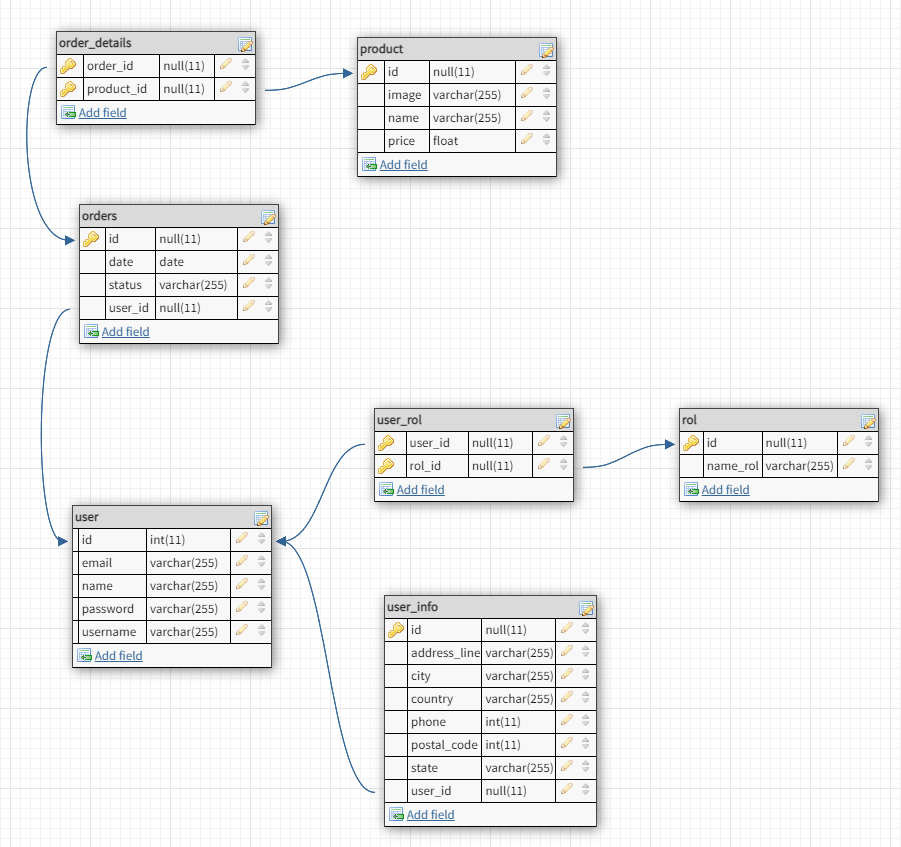 order_details
order_id null(11)
product_id null(11)
Add field
product
id null(11)
image varchar(255)
name varchar(255)
price float
Add field
orders
id null(11)
date date
status varchar(255)
user_id null(11)
Add field
user_rol
user_id null(11)
rol_id null(11)
Add field
rol
id null(11)
name_rol varchar(255)
Add field
user
id int(11)
email varchar(255)
name varchar(255)
password varchar(255)
username varchar(255)
Add field
user_info
id null(11)
address_line varchar(255)
city varchar(255)
country varchar(255)
phone int(11)
postal_code int(11)
state varchar(255)
user_id null(11)
Add field